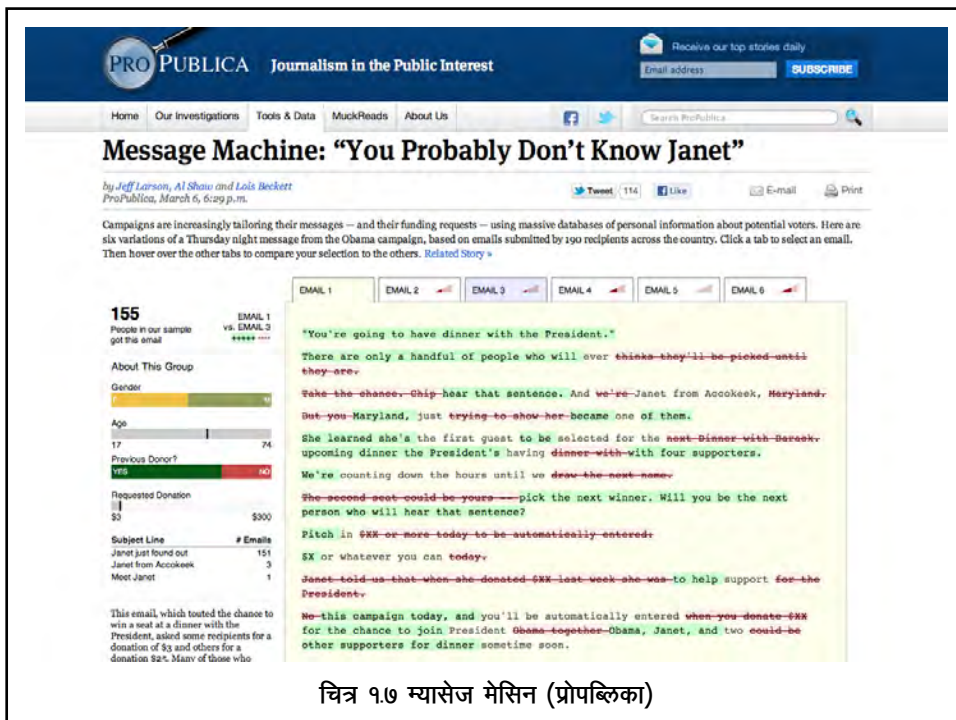 PRO PUBLICA Journalism in the Public Interest
Receive our top stories daily
Email address SUBSCRIBE
Home Our Investigations Tools & Data MuckReads About Us Search ProPublica
Message Machine: “You Probably Don’t Know Janet”
by Jeff Larson, Al Shaw and Lois Beckett
ProPublica, March 6, 6:29 p.m.
Tweet 114 Like E-mail Print
Campaigns are increasingly tailoring their messages — and their funding requests — using massive databases of personal information about potential voters. Here are
six variations of a Thursday night message from the Obama campaign, based on emails submitted by 190 recipients across the country. Click a tab to select an email.
Then hover over the other tabs to compare your selection to the others. Related Story »
EMAIL 1 EMAIL 2 EMAIL 3 EMAIL 4 EMAIL 5 EMAIL 6
155
People in our sample
got this email
EMAIL 1
vs. EMAIL 3
+++++ ----
About This Group
Gender
F M
Age
17 74
Previous Donor?
YES NO
Requested Donation
$3 $300
Subject Line # Emails
Janet just found out 151
Janet from Accokeek 3
Meet Janet 1
This email, which touted the chance to
win a seat at a dinner with the
President, asked some recipients for a
donation of $3 and others for a
donation $25. Many of those who
"You're going to have dinner with the President."
There are only a handful of people who will ever thinks they'll be picked until
they are.
Take the chance. Chip hear that sentence. And we're Janet from Accokeek, Maryland.
But you Maryland, just trying to show her became one of them.
She learned she's the first guest to be selected for the next Dinner with Barack.
upcoming dinner the President's having dinner with with four supporters.
We're counting down the hours until we draw the next name.
The second seat could be yours -- pick the next winner. Will you be the next
person who will hear that sentence?
Pitch in $XX or more today to be automatically entered.
$X or whatever you can today.
Janet told us that when she donated $XX last week she was to help support for the
President.
No this campaign today, and you'll be automatically entered when you donate $XX
for the chance to join President Obama together Obama, Janet, and two could be
other supporters for dinner sometime soon.
चित्र १.७ म्यासेज मेसिन (प्रोपब्लिका)